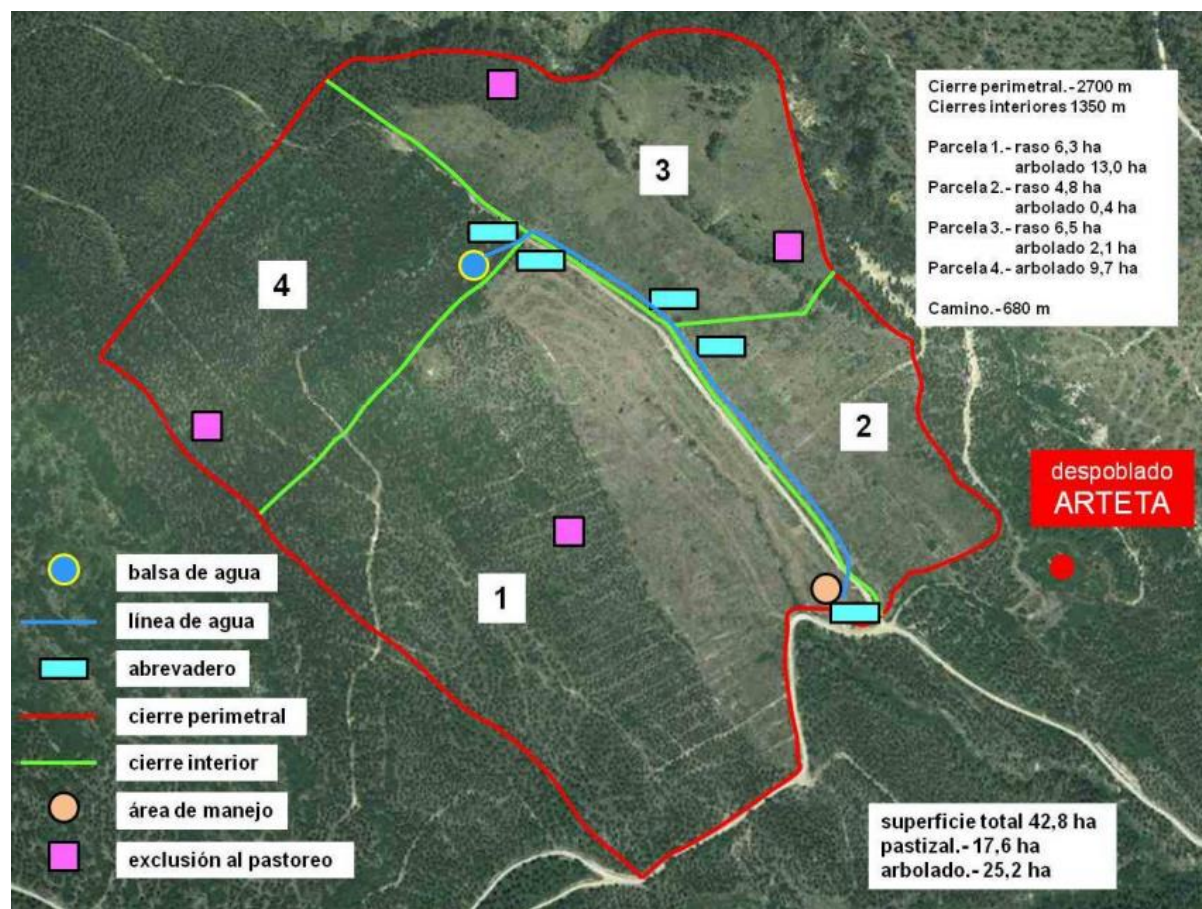 Cierre perimetral.-2700 m
Cierres interiores 1350 m
Parcela 1.- raso 6,3 ha
arbolado 13,0 ha
Parcela 2.- raso 4,8 ha
arbolado 0,4 ha
Parcela 3.- raso 6,5 ha
arbolado 2,1 ha
Parcela 4.- arbolado 9,7 ha
Camino.-680 m
3
4
2
despoblado
ARTETA
1
balsa de agua
línea de agua
abrevadero
cierre perimetral
cierre interior
área de manejo
exclusión al pastoreo
superficie total 42,8 ha
pastizal.-17,6 ha
arbolado.-25,2 ha